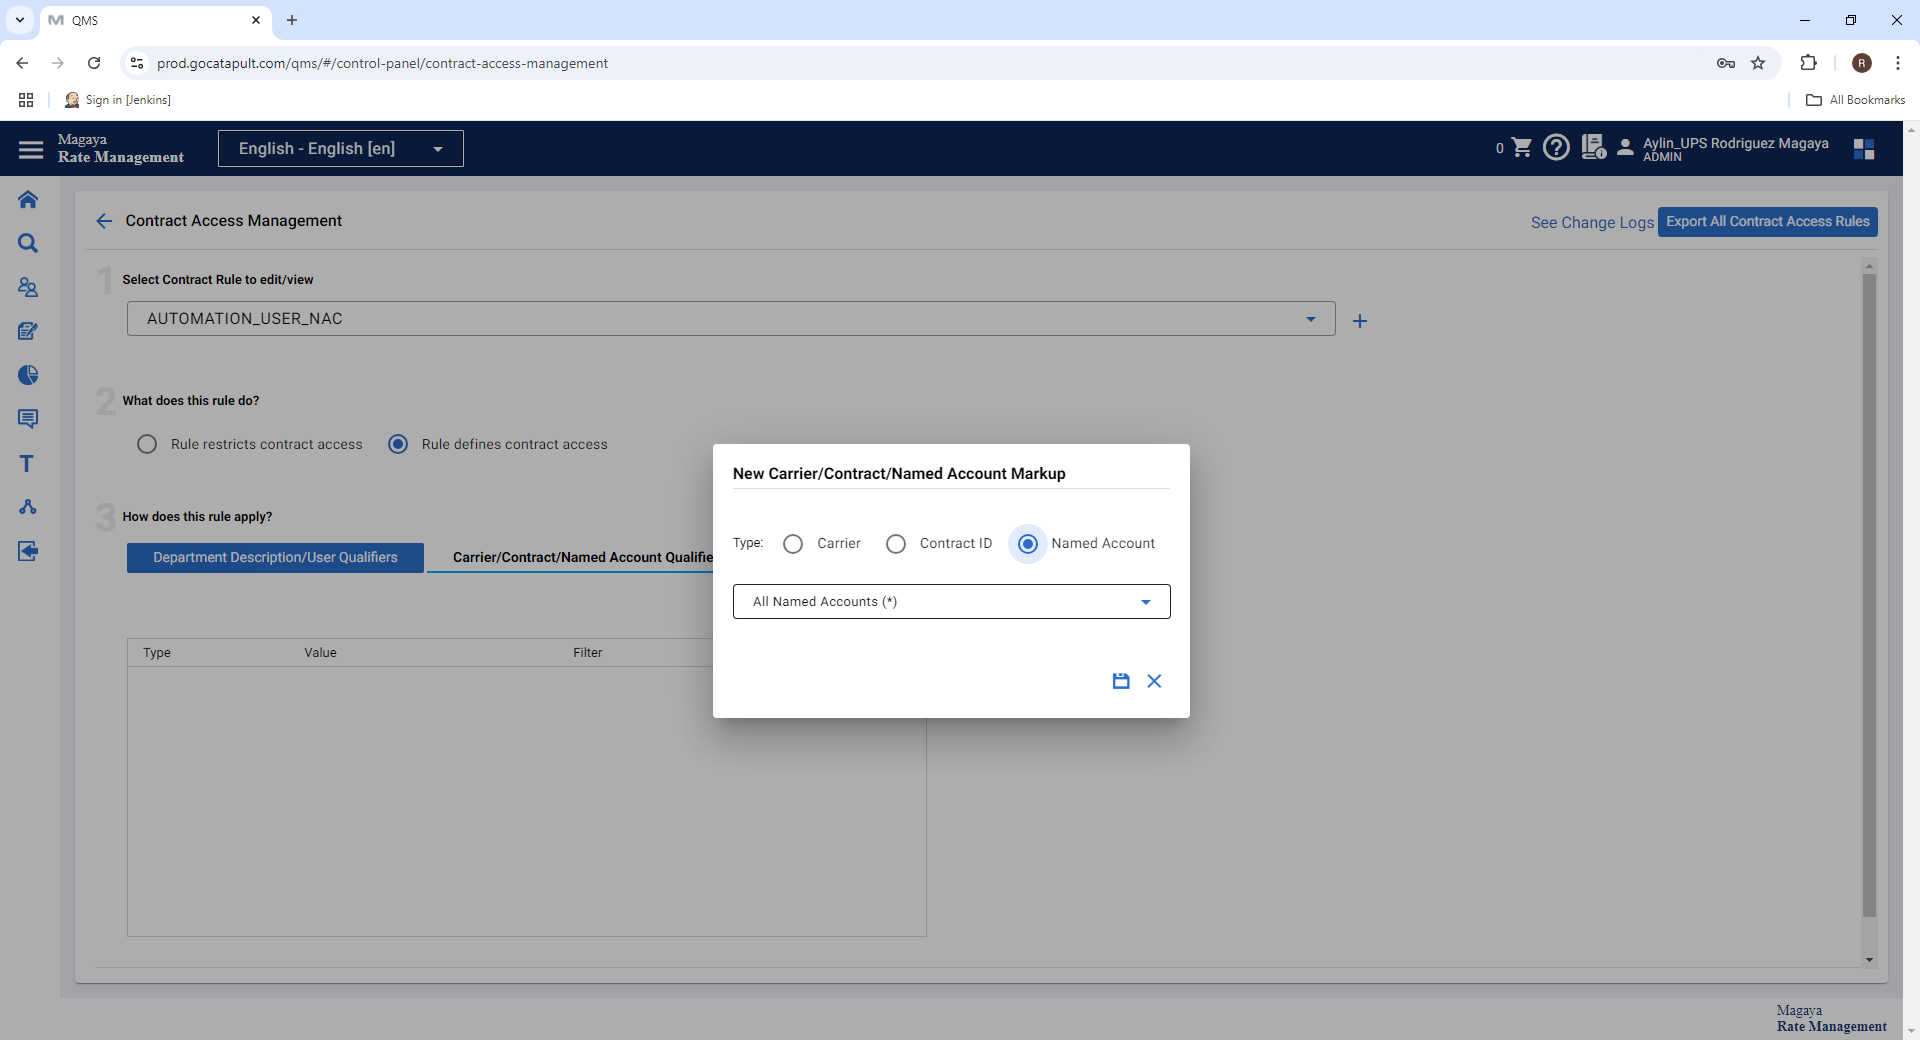 QMS
prod.gocatapult.com/qms/#/control-panel/contract-access-management
R
Sign in [Jenkins]
All Bookmarks
Magaya
Rate Management
English - English [en]
0
Aylin_UPS Rodriguez Magaya
ADMIN
Contract Access Management
See Change Logs
Export All Contract Access Rules
1 Select Contract Rule to edit/view
AUTOMATION_USER_NAC
2 What does this rule do?
Rule restricts contract access
Rule defines contract access
3 How does this rule apply?
Department Description/User Qualifiers
Carrier/Contract/Named Account Qualifie
Type Value Filter
New Carrier/Contract/Named Account Markup
Type: Carrier Contract ID Named Account
All Named Accounts (*)
Magaya
Rate Management